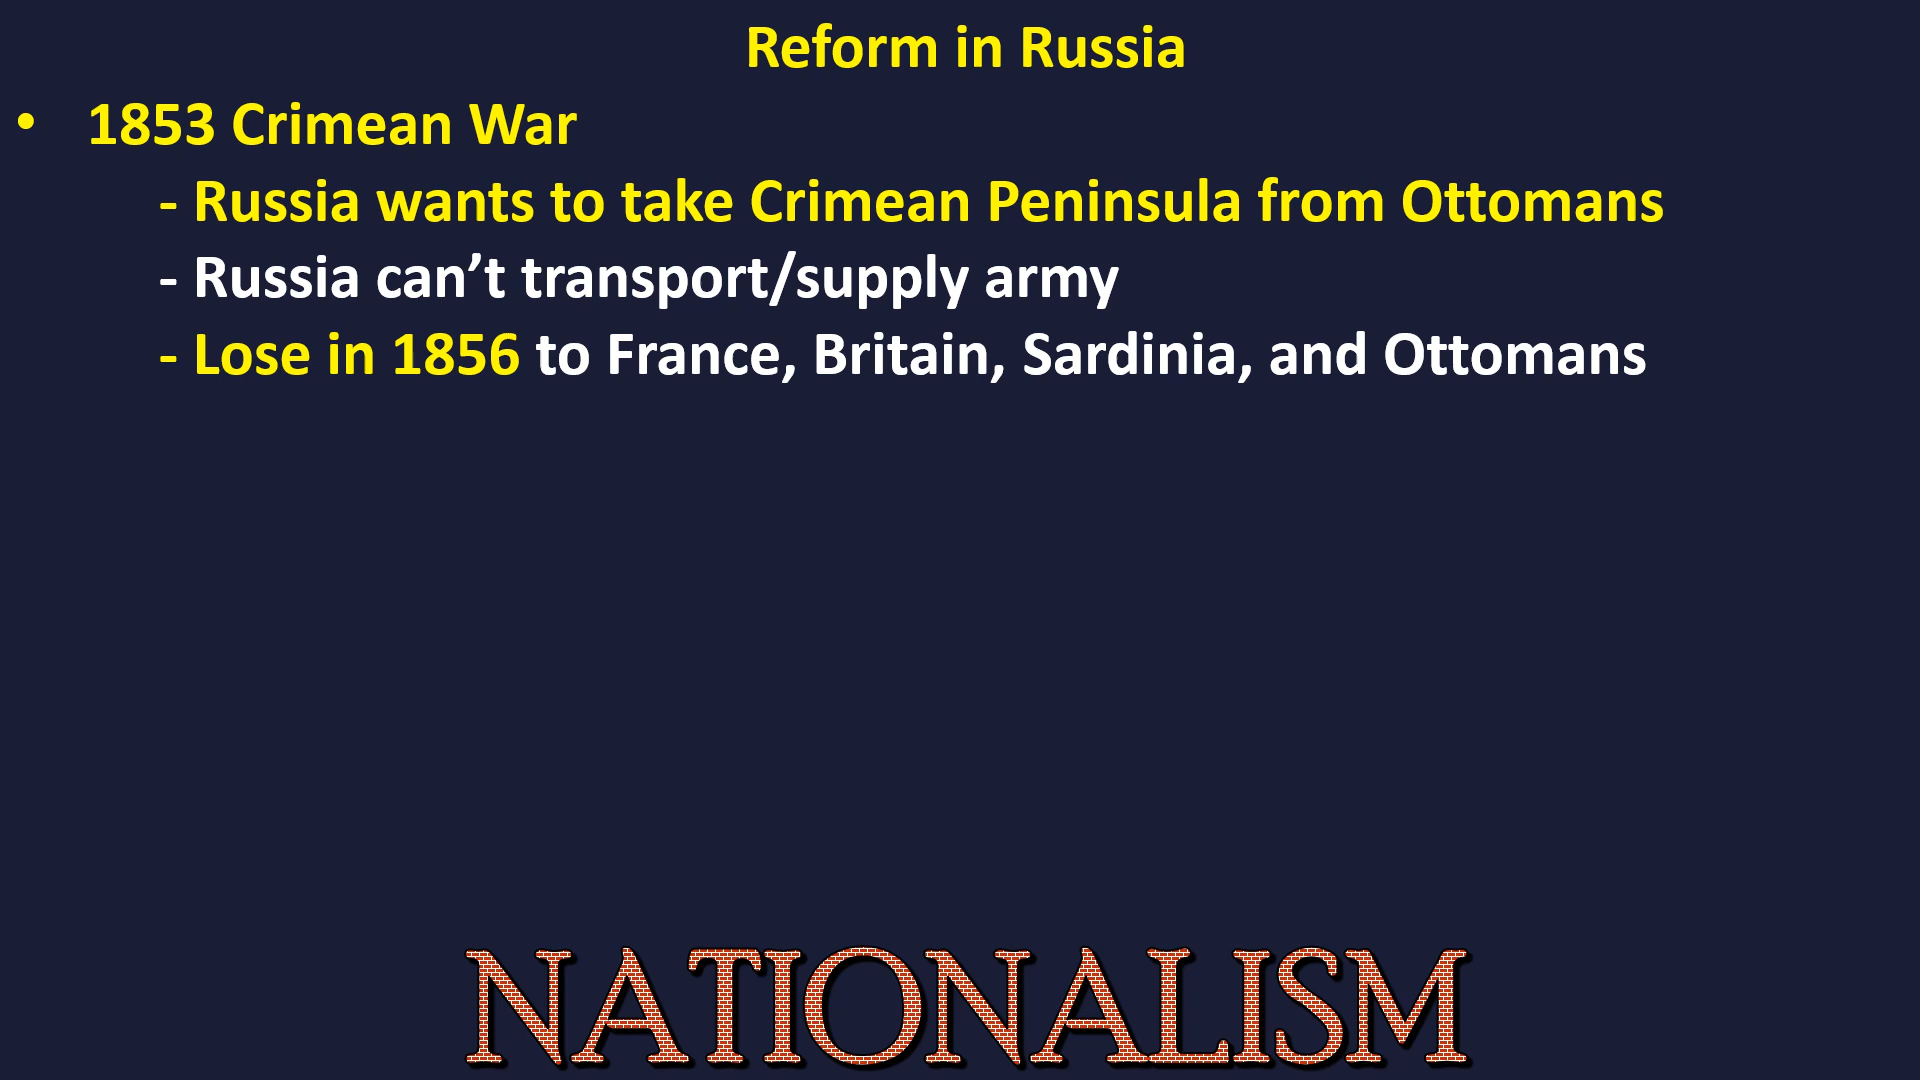 Reform in Russia
• 1853 Crimean War
- Russia wants to take Crimean Peninsula from Ottomans
- Russia can’t transport/supply army
- Lose in 1856 to France, Britain, Sardinia, and Ottomans
NATIONALISM